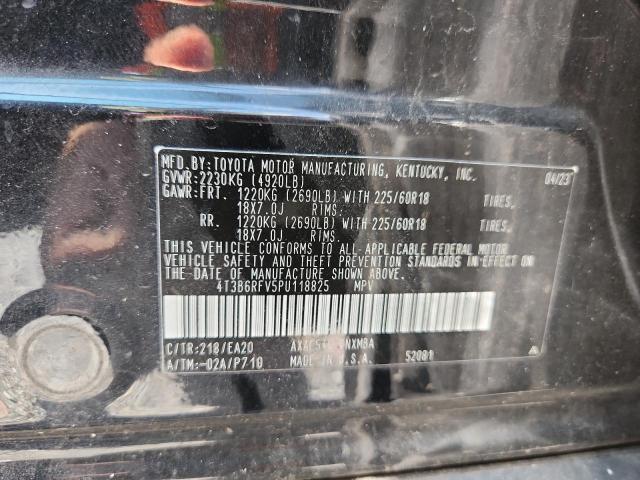 MFD.BY:TOYOTA MOTOR MANUFACTURING, KENTUCKY, INC.
GVWR:2230KG (4920LB) 04/23
GAWR:FRT. 1220KG (2690LB) WITH 225/60R18 TIRES,
18X7.0J RIMS
RR. 1220KG (2690LB) WITH 225/60R18 TIRES,
18X7.0J RIMS
THIS VEHICLE CONFORMS TO ALL-APPLICABLE FEDERAL MOTOR
VEHICLE SAFETY AND THEFT PREVENTION STANDARDS IN EFFECT ON
THE DATE OF MANUFACTURE SHOWN ABOVE.
4T3B6RFV5PU118825 MPV
C/TR:218/EA20
A/TM:-02A/P710 MADE IN U.S.A. 52081